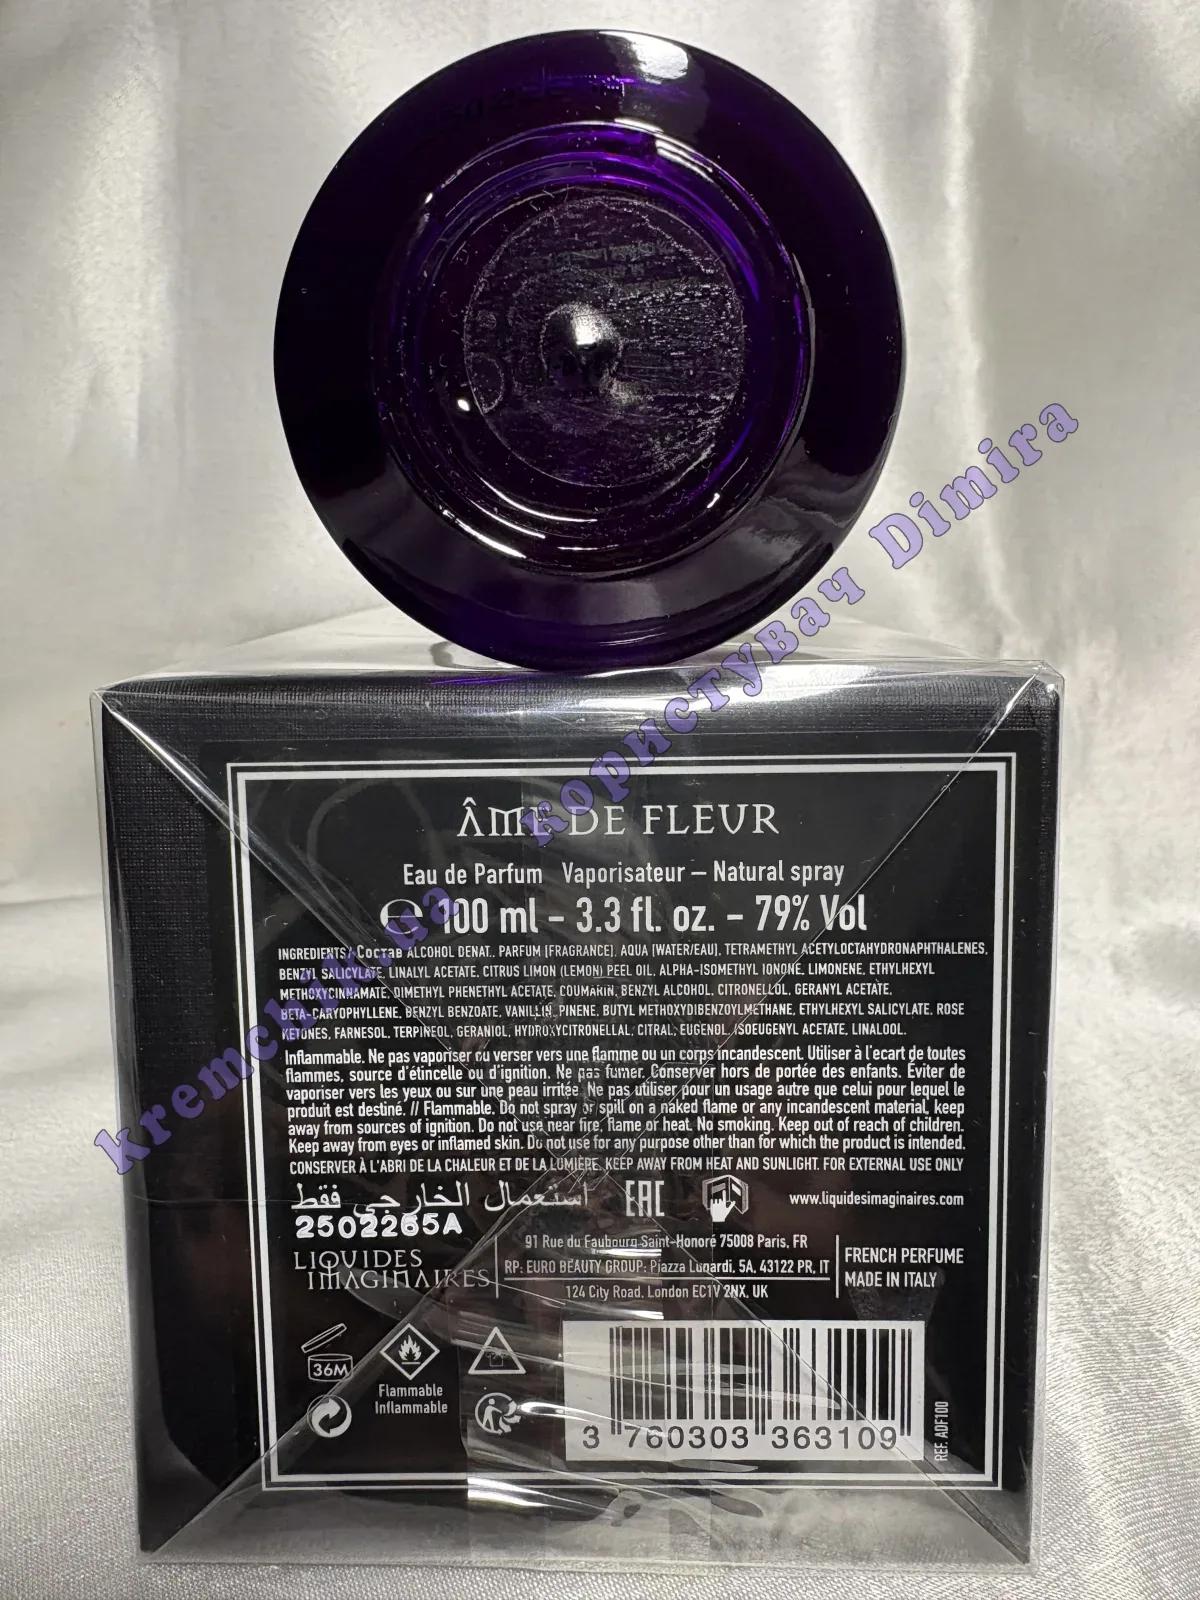 ÂME DE FLEUR
Eau de Parfum Vaporisateur – Natural spray
℮ 100 ml – 3.3 fl. oz. – 79% Vol
INGREDIENTS / Состав ALCOHOL DENAT., PARFUM (FRAGRANCE), AQUA (WATER/EAU), TETRAMETHYL ACETYLOCTAHYDRONAPHTHALENES,
BENZYL SALICYLATE, LINALYL ACETATE, CITRUS LIMON (LEMON) PEEL OIL, ALPHA-ISOMETHYL IONONE, LIMONENE, ETHYLHEXYL
METHOXYCINNAMATE, DIMETHYL PHENETHYL ACETATE, COUMARIN, BENZYL ALCOHOL, CITRONELLOL, GERANYL ACETATE,
BETA-CARYOPHYLLENE, BENZYL BENZOATE, VANILLIN, PINENE, BUTYL METHOXYDIBENZOYLMETHANE, ETHYLHEXYL SALICYLATE, ROSE
KETONES, FARNESOL, TERPINEOL, GERANIOL, HYDROXYCITRONELLAL, CITRAL, EUGENOL, ISOEUGENYL ACETATE, LINALOOL.
Inflammable. Ne pas vaporiser ou verser vers une flamme ou un corps incandescent. Utiliser à l'ecart de toutes
flammes, source d'étincelle ou d'ignition. Ne pas fumer. Conserver hors de portée des enfants. Éviter de
vaporiser vers les yeux ou sur une peau irritée. Ne pas utiliser pour un usage autre que celui pour lequel le
produit est destiné. // Flammable. Do not spray or spill on a naked flame or any incandescent material, keep
away from sources of ignition. Do not use near fire, flame or heat. No smoking. Keep out of reach of children.
Keep away from eyes or inflamed skin. Do not use for any purpose other than for which the product is intended.
CONSERVER À L'ABRI DE LA CHALEUR ET DE LA LUMIÈRE. KEEP AWAY FROM HEAT AND SUNLIGHT. FOR EXTERNAL USE ONLY
استعمال الخارجي فقط EAC www.liquidesimaginaires.com
2502265A
LIQUIDES
IMAGINAIRES
91 Rue du Faubourg Saint-Honoré 75008 Paris, FR
RP: EURO BEAUTY GROUP: Piazza Lunardi, 5A, 43122 PR, IT
124 City Road, London EC1V 2NX, UK
FRENCH PERFUME
MADE IN ITALY
36M
Flammable
Inflammable
3 760303 363109
REF. ADF100
kremchik.ua користувач Dimira